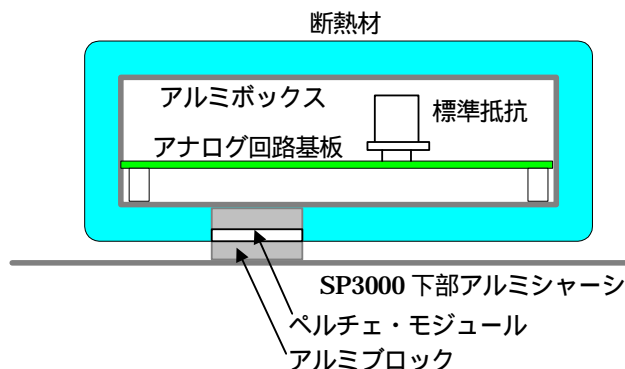 断熱材
アルミボックス
標準抵抗
アナログ回路基板
SP3000 下部アルミシャーシ
ペルチェ・モジュール
アルミブロック